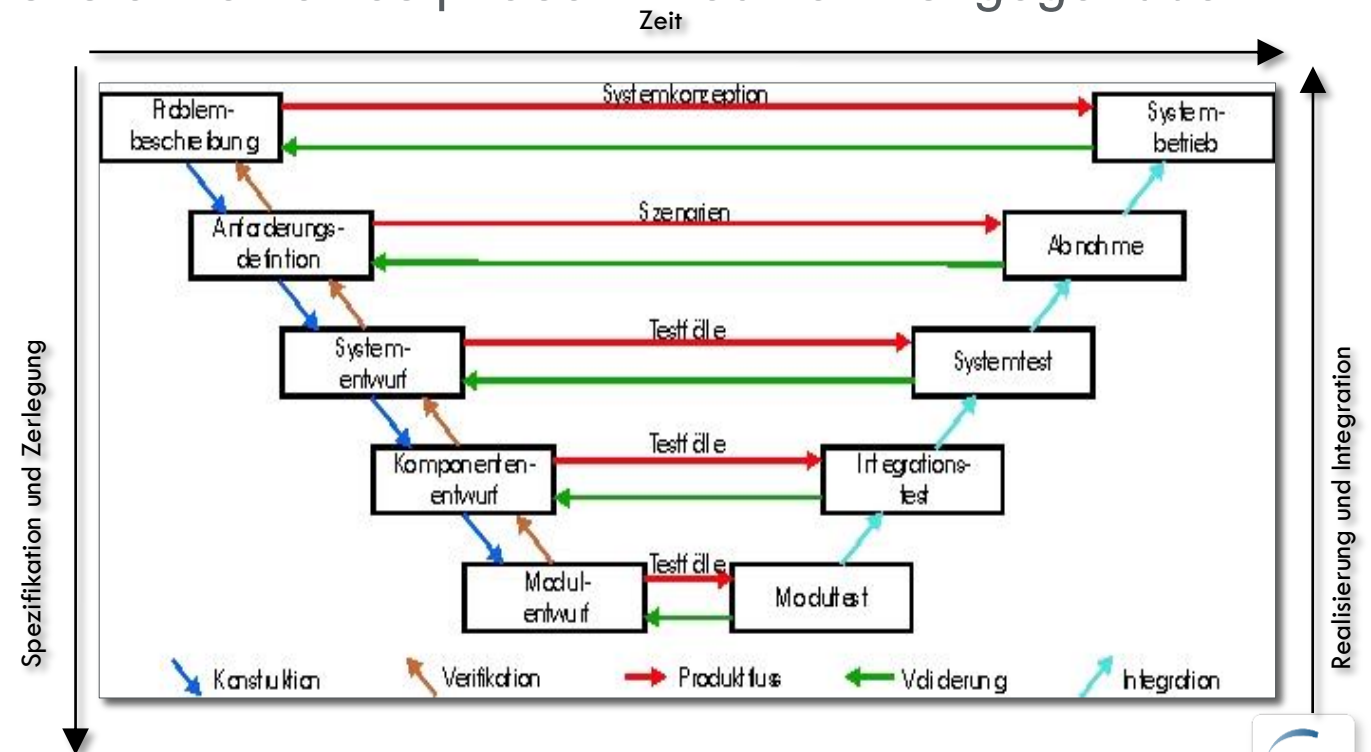 Zeit
Systemkonzeption
Problem-
beschreibung
System-
betrieb
Szenarien
Anforderungs-
defintion
Abnahme
Testfälle
System-
entwurf
Systemtest
Testfälle
Komponenten-
entwurf
Integrations-
test
Testfälle
Modul-
entwurf
Modultest
Konstruktion
Verifikation
Produktfluss
Validierung
Integration
Spezifikation und Zerlegung
Realisierung und Integration